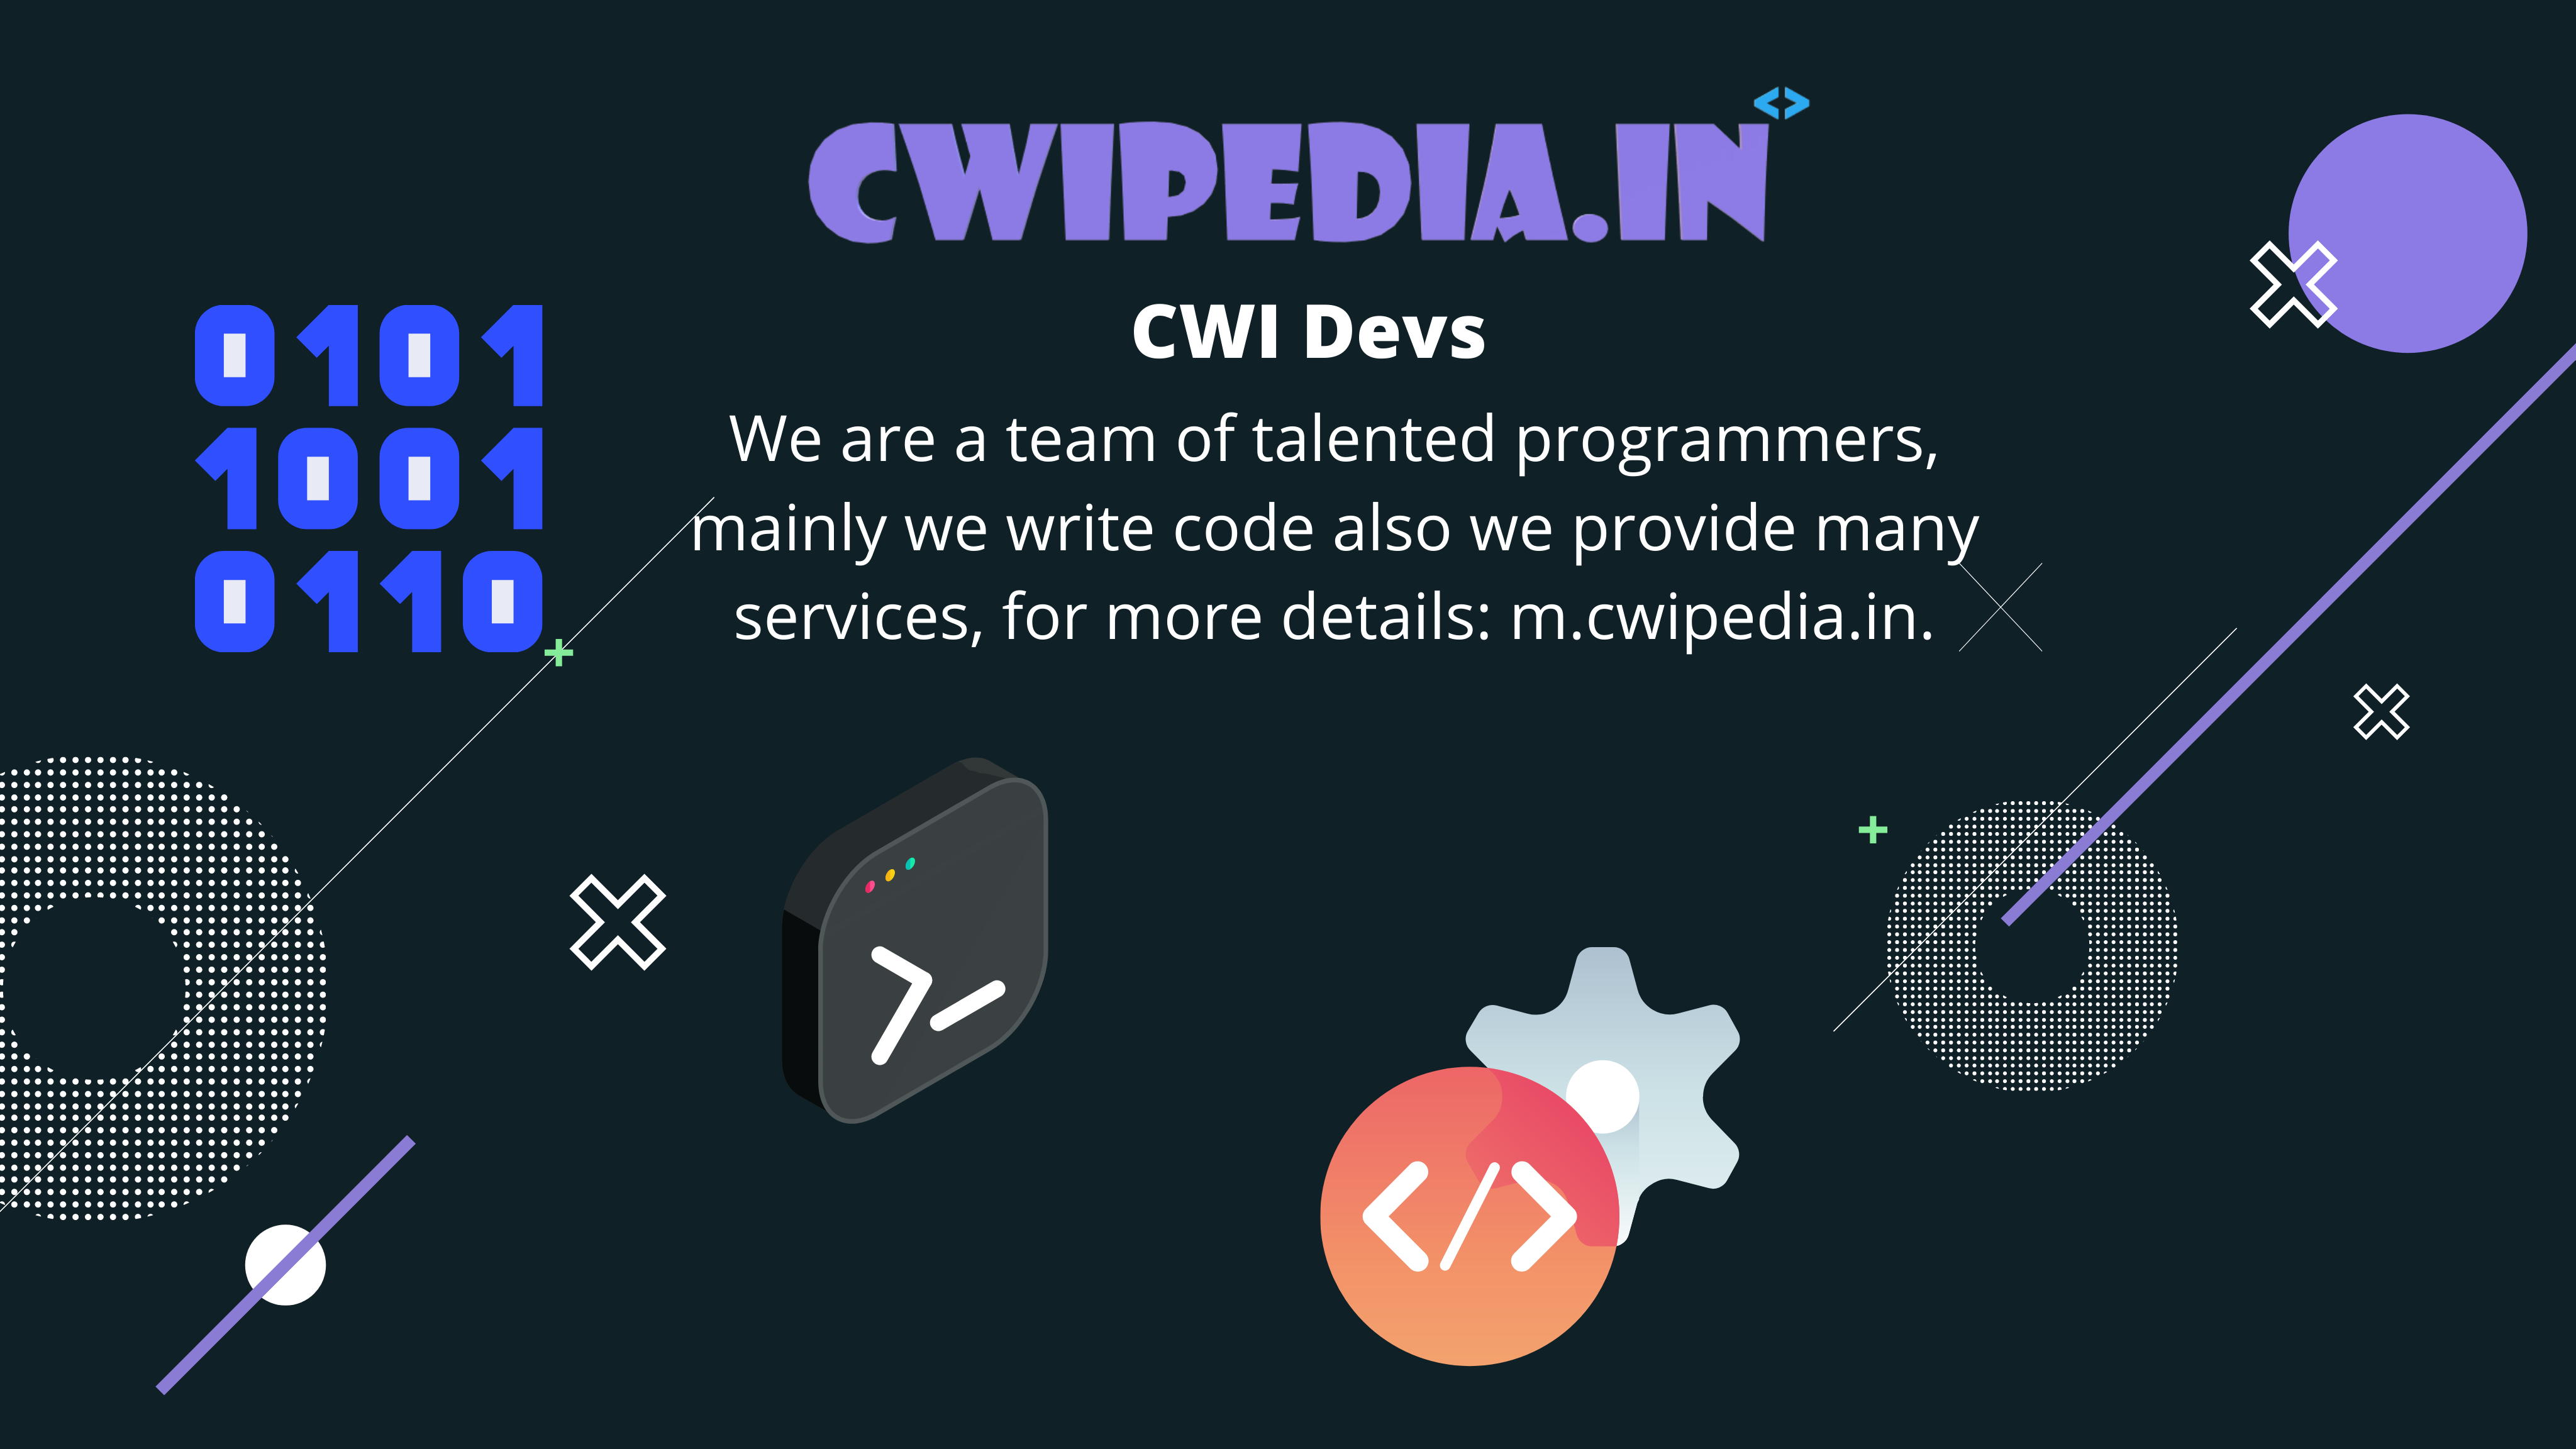 CWIPEDIA.IN
<>
CWI Devs
We are a team of talented programmers,
mainly we write code also we provide many
services, for more details: m.cwipedia.in.
0101
1001
0110
>_
</>